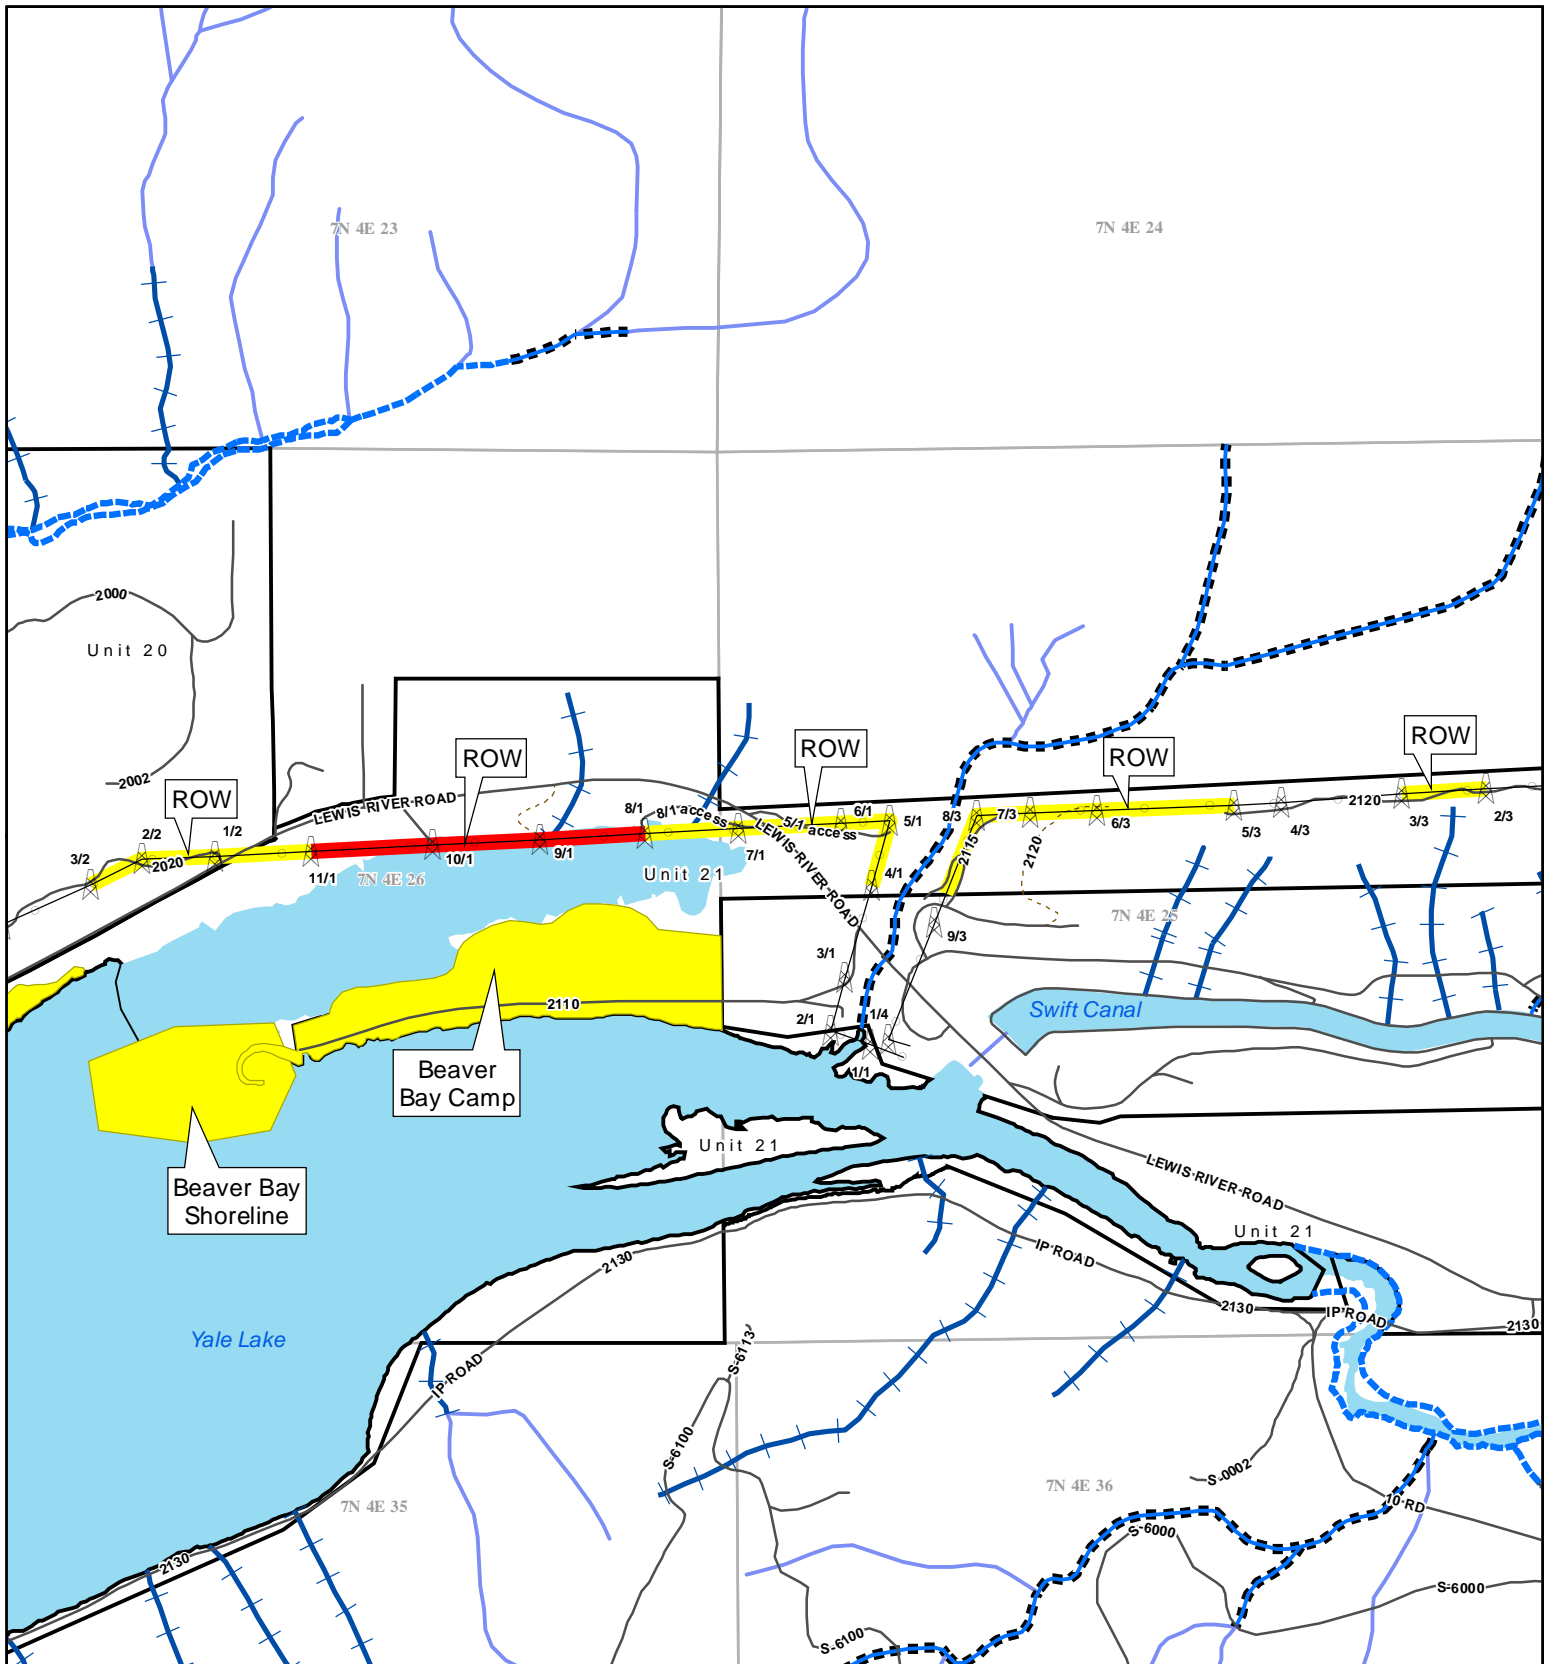 7N 4E 23
7N 4E 24
2000
Unit 20
2002
ROW
ROW
ROW
ROW
ROW
LEWIS RIVER ROAD
8/1
8/1 access
5/1 access
6/1
5/1
8/3
7/3
6/3
5/3
4/3
2120
3/3
2/3
3/2
2/2
2020
1/2
11/1
10/1
9/1
7/1
LEWIS-RIVER-ROAD
4/1
2115
2120
7N 4E 26
Unit 21
7N 4E 25
9/3
3/1
2110
2/1
1/4
1/1
Swift Canal
Beaver
Bay Camp
Unit 21
Beaver Bay
Shoreline
LEWIS-RIVER-ROAD
Unit 21
IP ROAD
2130
2130
IP ROAD
2130
Yale Lake
IP ROAD
S-6113
S-6100
S-0002
7N 4E 36
7N 4E 35
10 RD
S-6000
2130
S-6000
S-6100